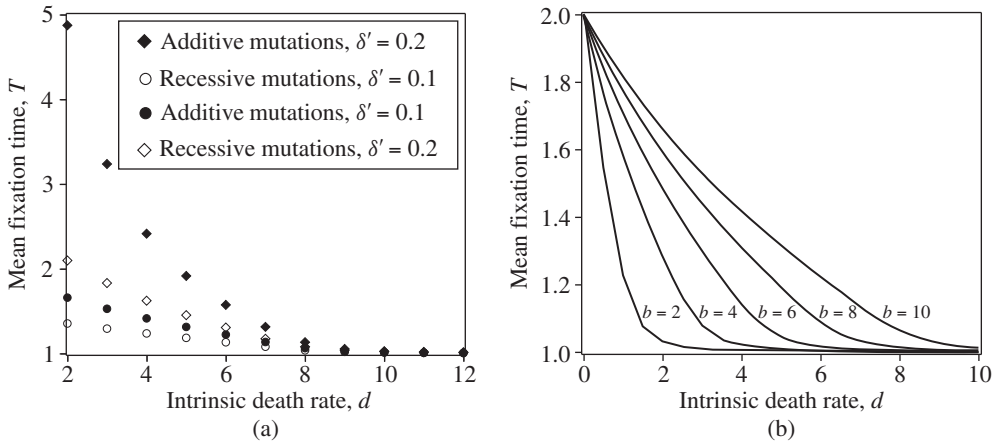 5
4
3
2
1
2
4
6
8
10
12
Mean fixation time, T
Intrinsic death rate, d
◆ Additive mutations, δ′ = 0.2
○ Recessive mutations, δ′ = 0.1
● Additive mutations, δ′ = 0.1
◇ Recessive mutations, δ′ = 0.2
(a)
2.0
1.8
1.6
1.4
1.2
1.0
0
2
4
6
8
10
Mean fixation time, T
Intrinsic death rate, d
b = 2
b = 4
b = 6
b = 8
b = 10
(b)